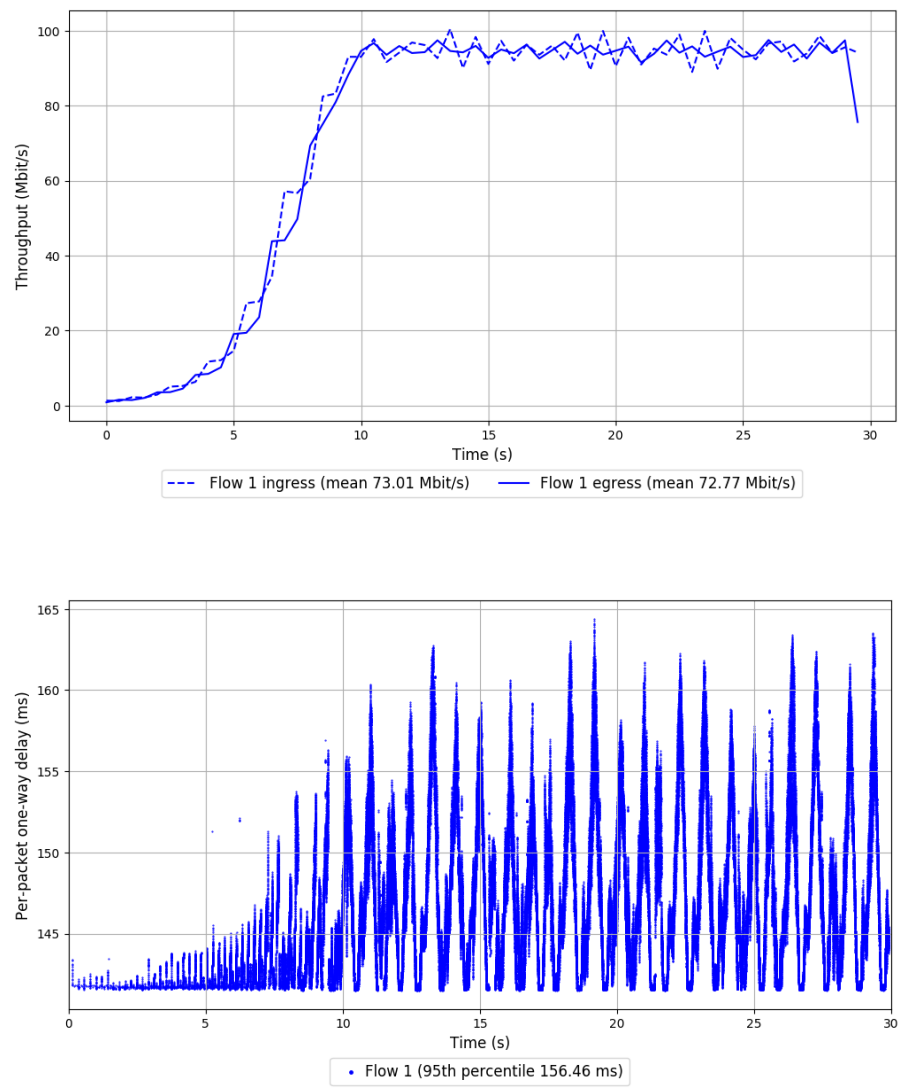 100
80
60
40
20
0
Throughput (Mbit/s)
0 5 10 15 20 25 30
Time (s)
Flow 1 ingress (mean 73.01 Mbit/s) Flow 1 egress (mean 72.77 Mbit/s)
165
160
155
150
145
Per-packet one-way delay (ms)
0 5 10 15 20 25 30
Time (s)
Flow 1 (95th percentile 156.46 ms)